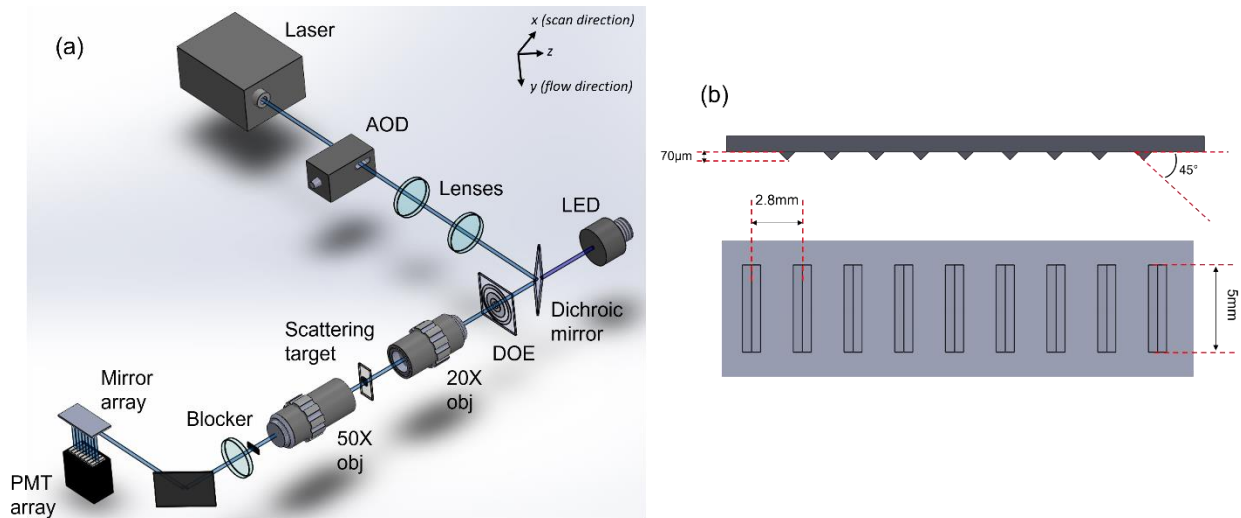 (a)
Laser
x (scan direction)
z
y (flow direction)
AOD
Lenses
LED
Dichroic
mirror
DOE
Scattering
target
20X
obj
50X
obj
Blocker
Mirror
array
PMT
array
(b)
70μm
45°
2.8mm
5mm